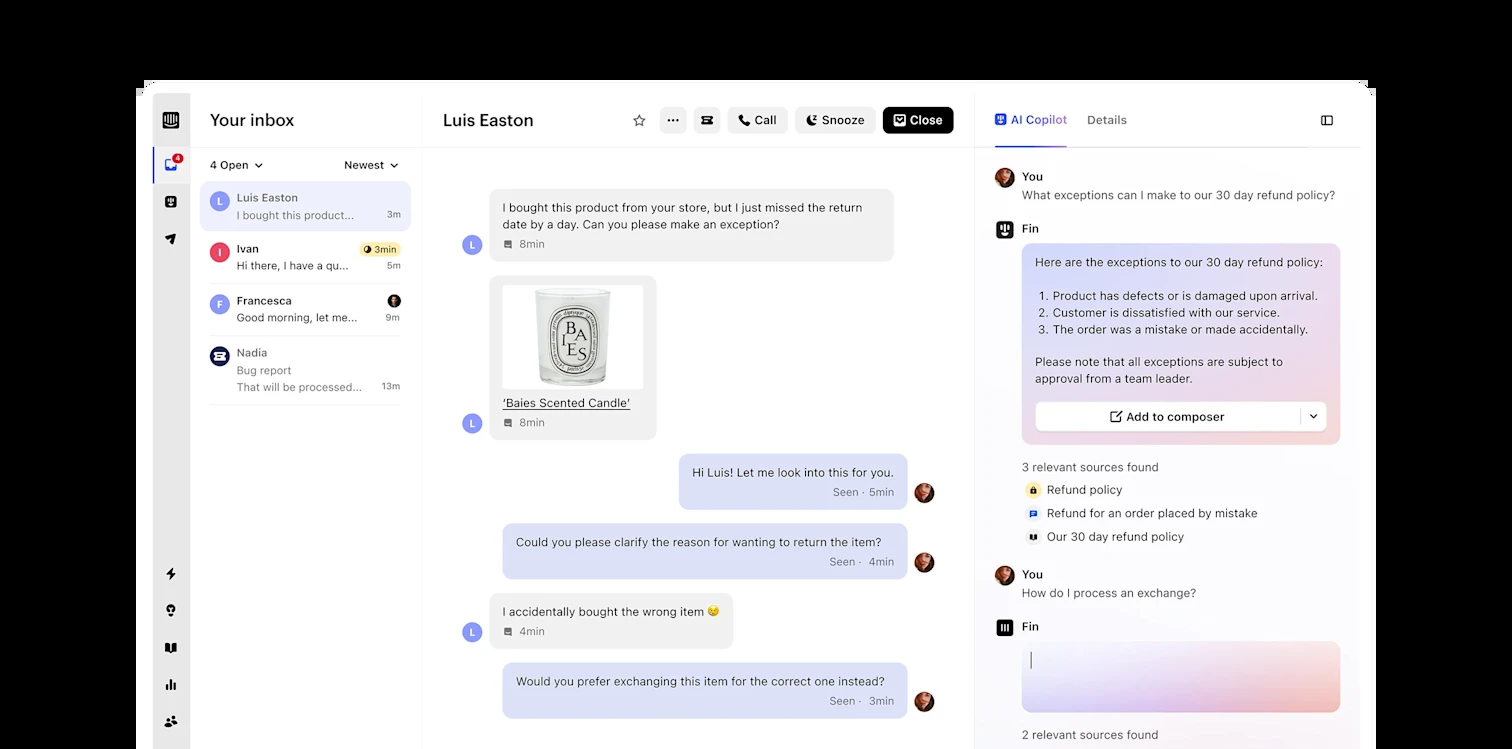 Your inbox
4 Open
Newest
4
L
Luis Easton
I bought this product...
3m
I
Ivan
3min
Hi there, I have a qu...
5m
F
Francesca
Good morning, let me...
9m
Nadia
Bug report
That will be processed...
13m
Luis Easton
Call
Snooze
Close
I bought this product from your store, but I just missed the return
date by a day. Can you please make an exception?
L
8min
diptyque
BAIES
'Baies Scented Candle'
L
8min
Hi Luis! Let me look into this for you.
Seen · 5min
Could you please clarify the reason for wanting to return the item?
Seen · 4min
I accidentally bought the wrong item 😢
L
4min
Would you prefer exchanging this item for the correct one instead?
Seen · 3min
AI Copilot
Details
You
What exceptions can I make to our 30 day refund policy?
Fin
Here are the exceptions to our 30 day refund policy:
1. Product has defects or is damaged upon arrival.
2. Customer is dissatisfied with our service.
3. The order was a mistake or made accidentally.
Please note that all exceptions are subject to
approval from a team leader.
Add to composer
3 relevant sources found
Refund policy
Refund for an order placed by mistake
Our 30 day refund policy
You
How do I process an exchange?
Fin
2 relevant sources found